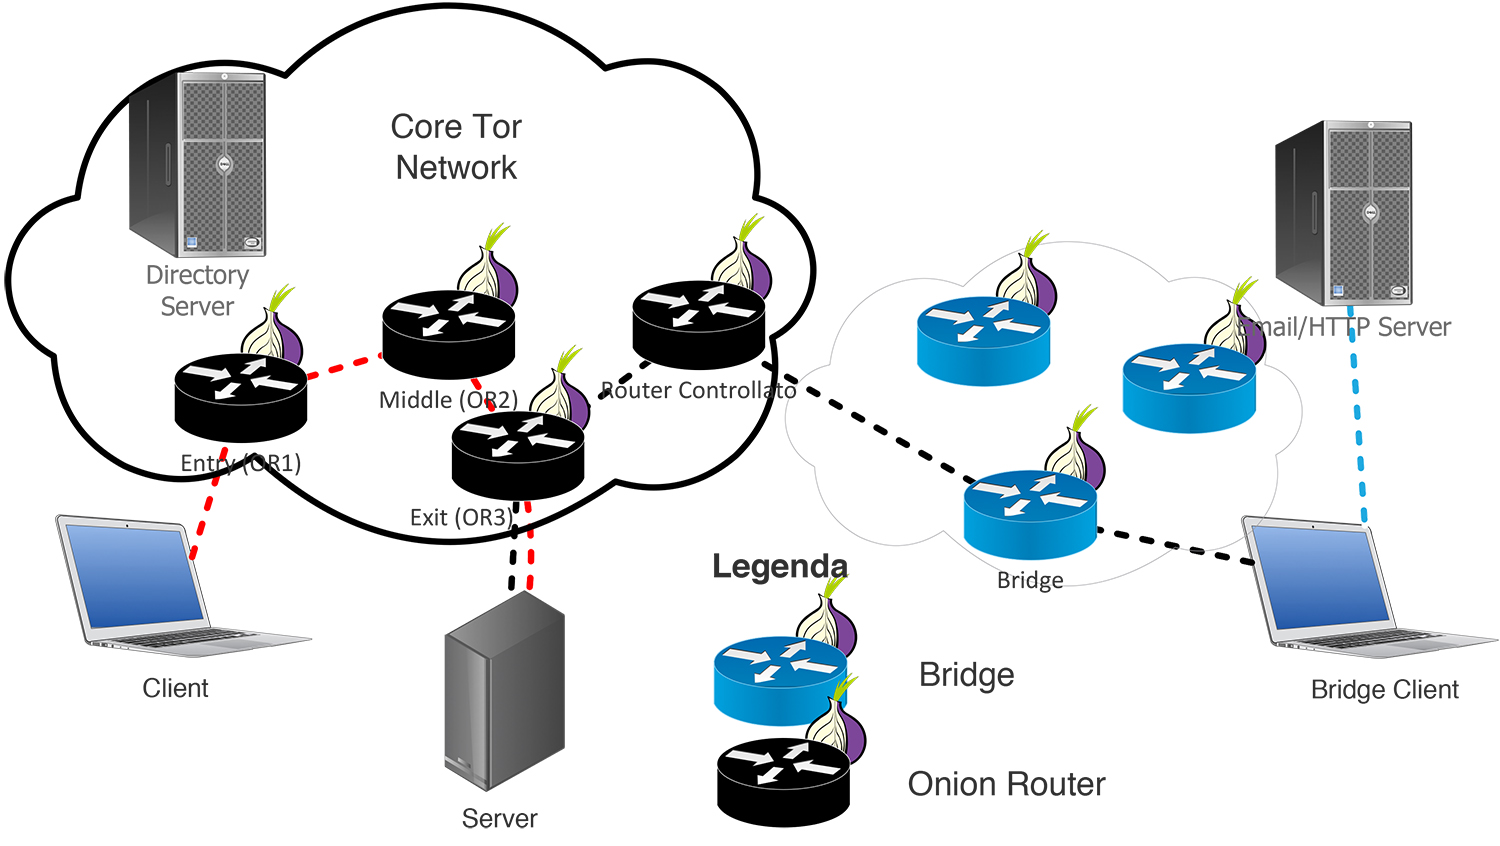 Core Tor
Network
Directory
Server
Email/HTTP Server
Router Controllato
Middle (OR2)
Entry (OR1)
Exit (OR3)
Bridge
Legenda
Client
Bridge
Bridge Client
Onion Router
Server